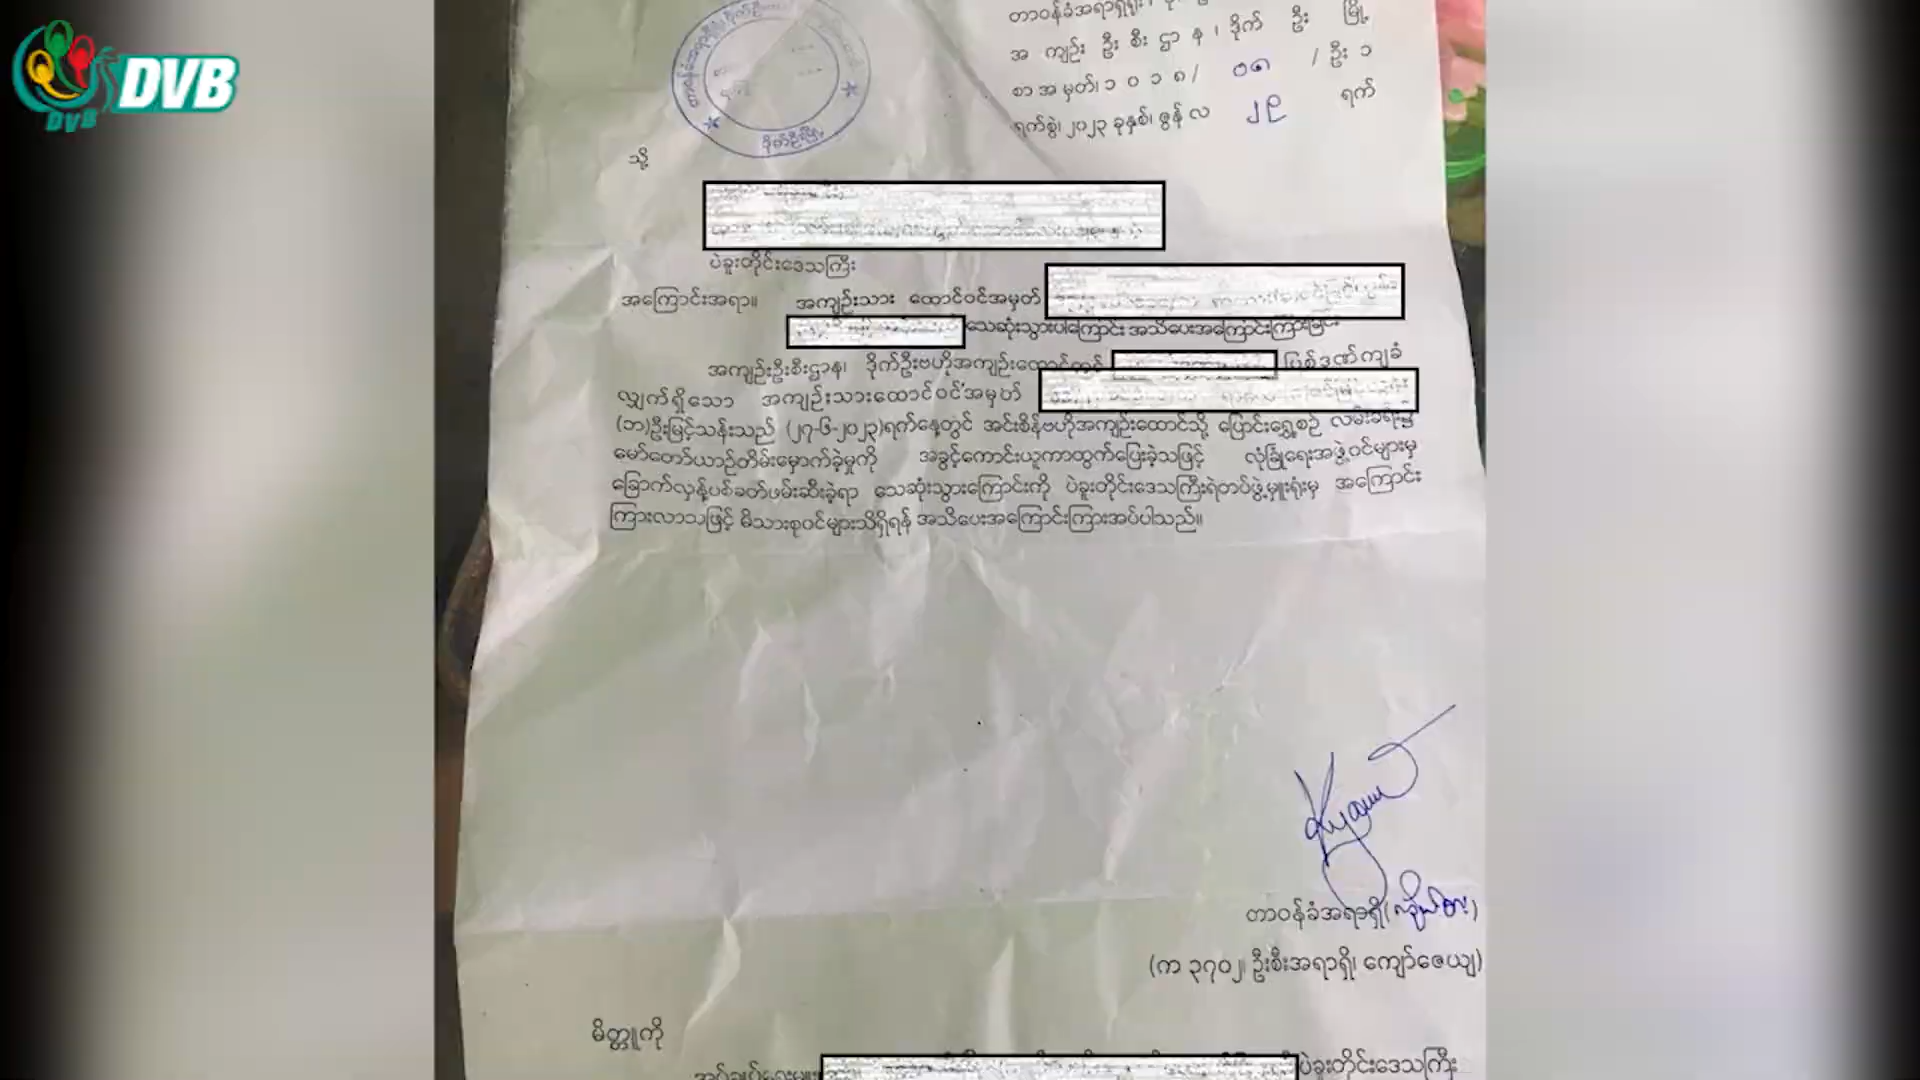 DVB
DVB
တာဝန်ခံအရာရှိရုံး၊
အကျဉ်းဦးစီးဌာန၊ ဒိုက်ဦးမြို့
စာအမှတ်၊ ၁၀၁၈/ ၀၈ /ဦး ၁
ရက်စွဲ၊ ၂၀၂၃ ခုနှစ်၊ ဇွန် လ ၂၉ ရက်
ဒိုက်ဦးမြို့
သို့
ပဲခူးတိုင်းဒေသကြီး
အကြောင်းအရာ။ အကျဉ်းသား ထောင်ဝင်အမှတ်
သေဆုံးသွားပါကြောင်း အသိပေးအကြောင်းကြားခြင်း
အကျဉ်းဦးစီးဌာန၊ ဒိုက်ဦးဗဟိုအကျဉ်းထောင်တွင် ပြစ်ဒဏ်ကျခံ
လျှက်ရှိသော အကျဉ်းသားထောင်ဝင်အမှတ်
(ဘ)ဦးမြင့်သန်းသည် (၂၇-၆-၂၀၂၃)ရက်နေ့တွင် အင်းစိန်ဗဟိုအကျဉ်းထောင်သို့ ပြောင်းရွှေ့စဉ် လမ်းခရီး၌
မော်တော်ယာဉ်တိမ်းမှောက်ခဲ့မှုကို အခွင့်ကောင်းယူကာထွက်ပြေးခဲ့သဖြင့် လုံခြုံရေးအဖွဲ့ဝင်များမှ
ခြောက်လှန့်ပစ်ခတ်ဖမ်းဆီးခဲ့ရာ သေဆုံးသွားကြောင်းကို ပဲခူးတိုင်းဒေသကြီးရဲတပ်ဖွဲ့မှူးရုံးမှ အကြောင်း
ကြားလာသဖြင့် မိသားစုဝင်များသိရှိရန် အသိပေးအကြောင်းကြားအပ်ပါသည်။
တာဝန်ခံအရာရှိ(ကိုယ်စား)
(က ၃၇၀၂၊ ဦးစီးအရာရှိ၊ ကျော်ဇေယျ)
မိတ္တူကို
ပဲခူးတိုင်းဒေသကြီး